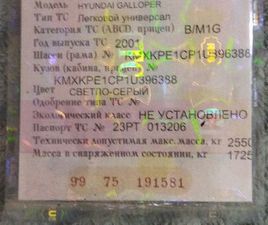 Модель HYUNDAI GALLOPER
Тип ТС Легковой универсал
Категория ТС (ABCD, прицеп) B/M1G
Год выпуска ТС 2001
Шасси (рама) № KMXKPE1CP1U396388
Кузов (кабина, прицеп) №
KMXKPE1CP1U396388
Цвет СВЕТЛО-СЕРЫЙ
Одобрение типа ТС №
Экологический класс НЕ УСТАНОВЛЕНО
Паспорт ТС № 23РТ 013206
Технически допустимая макс. масса, кг 2550
Масса в снаряженном состоянии, кг 1725
99 75 191581